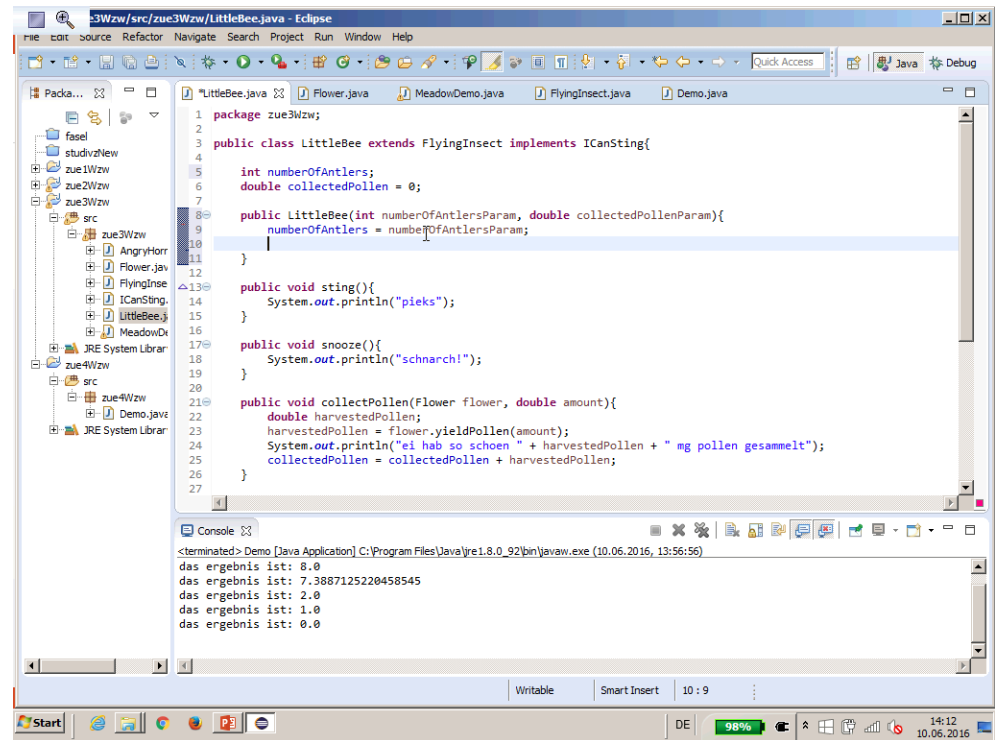 e3Wzw/src/zue3Wzw/LittleBee.java - Eclipse
File Edit Source Refactor Navigate Search Project Run Window Help
Quick Access
Java
Debug
Packa...
fasel
studivzNew
zue1Wzw
zue2Wzw
zue3Wzw
src
zue3Wzw
AngryHorr
Flower.jav
FlyingInse
ICanSting.
LittleBee.j
MeadowDe
JRE System Librar
zue4Wzw
src
zue4Wzw
Demo.java
JRE System Librar
*LittleBee.java Flower.java MeadowDemo.java FlyingInsect.java Demo.java
1 package zue3Wzw;
2
3 public class LittleBee extends FlyingInsect implements ICanSting{
4
5 int numberOfAntlers;
6 double collectedPollen = 0;
7
8 public LittleBee(int numberOfAntlersParam, double collectedPollenParam){
9 numberOfAntlers = numberOfAntlersParam;
10
11 }
12
13 public void sting(){
14 System.out.println("pieks");
15 }
16
17 public void snooze(){
18 System.out.println("schnarch!");
19 }
20
21 public void collectPollen(Flower flower, double amount){
22 double harvestedPollen;
23 harvestedPollen = flower.yieldPollen(amount);
24 System.out.println("ei hab so schoen " + harvestedPollen + " mg pollen gesammelt");
25 collectedPollen = collectedPollen + harvestedPollen;
26 }
27
Console
<terminated> Demo [Java Application] C:\Program Files\Java\jre1.8.0_92\bin\javaw.exe (10.06.2016, 13:56:56)
das ergebnis ist: 8.0
das ergebnis ist: 7.3887125220458545
das ergebnis ist: 2.0
das ergebnis ist: 1.0
das ergebnis ist: 0.0
Writable Smart Insert 10 : 9
Start
DE
98%
14:12
10.06.2016